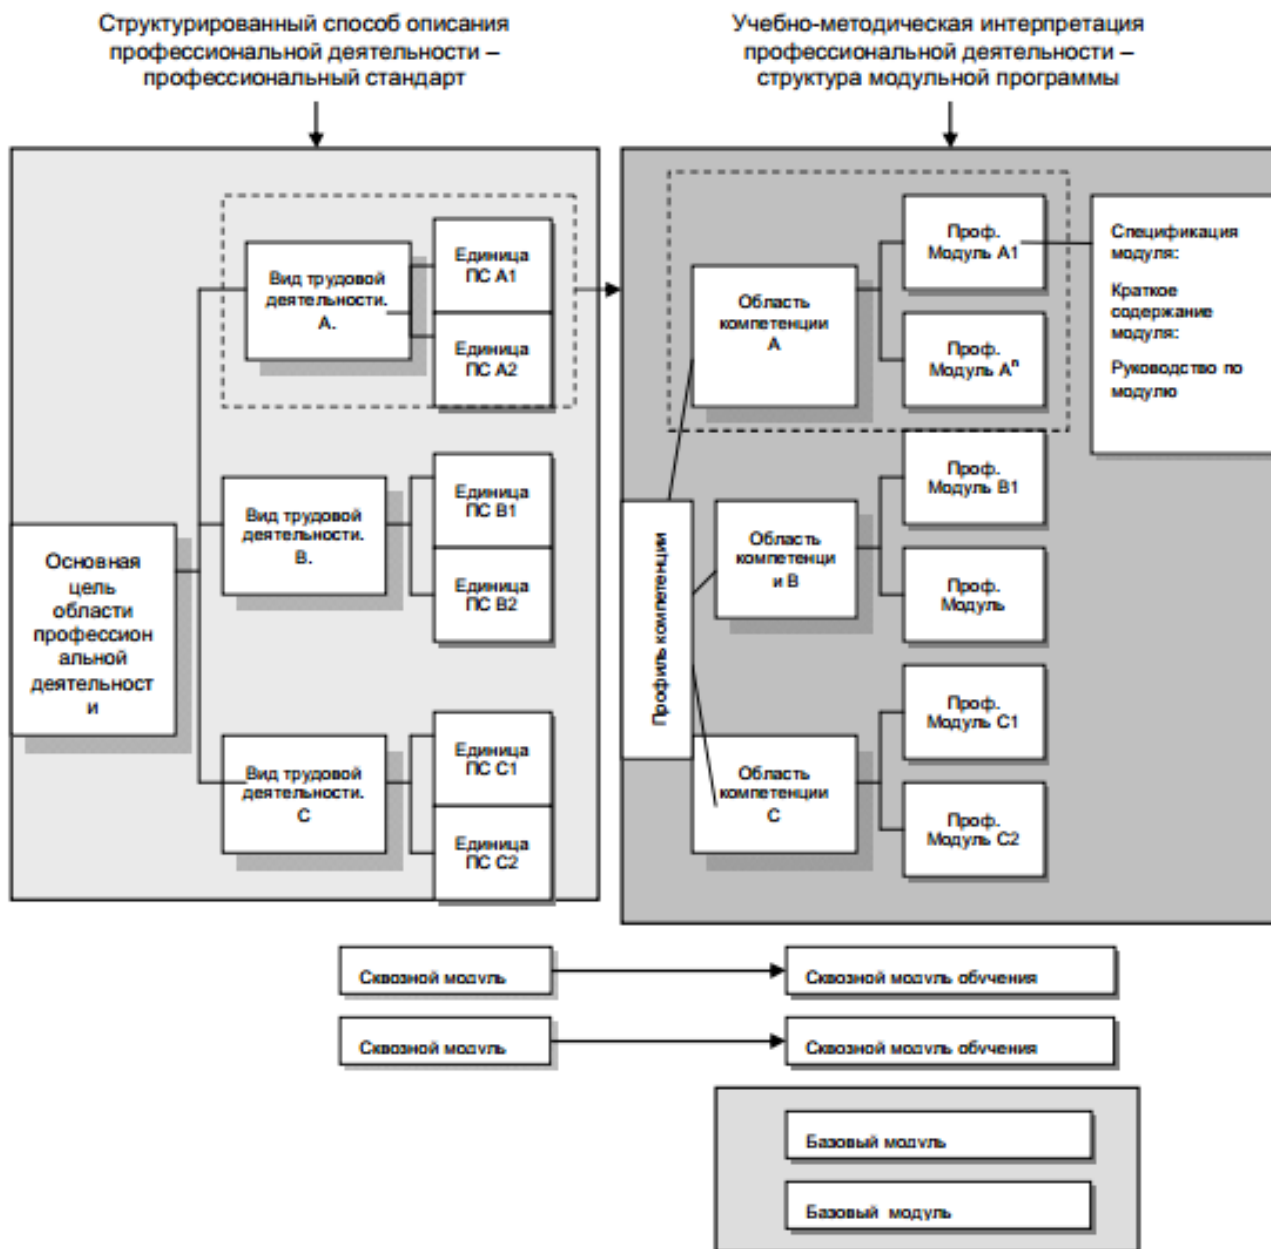 Структурированный способ описания
профессиональной деятельности –
профессиональный стандарт
Учебно-методическая интерпретация
профессиональной деятельности –
структура модульной программы
Основная
цель
области
профессион
альной
деятельност
и
Вид трудовой
деятельности.
А.
Единица
ПС А1
Единица
ПС А2
Вид трудовой
деятельности.
В.
Единица
ПС В1
Единица
ПС В2
Вид трудовой
деятельности.
С
Единица
ПС С1
Единица
ПС С2
Профиль компетенции
Область
компетенции
А
Проф.
Модуль А1
Проф.
Модуль Аⁿ
Спецификация
модуля:
Краткое
содержание
модуля:
Руководство по
модулю
Область
компетенци
и В
Проф.
Модуль В1
Проф.
Модуль
Область
компетенции
С
Проф.
Модуль С1
Проф.
Модуль С2
Сквозной модуль
Сквозной модуль обучения
Сквозной модуль
Сквозной модуль обучения
Базовый модуль
Базовый модуль